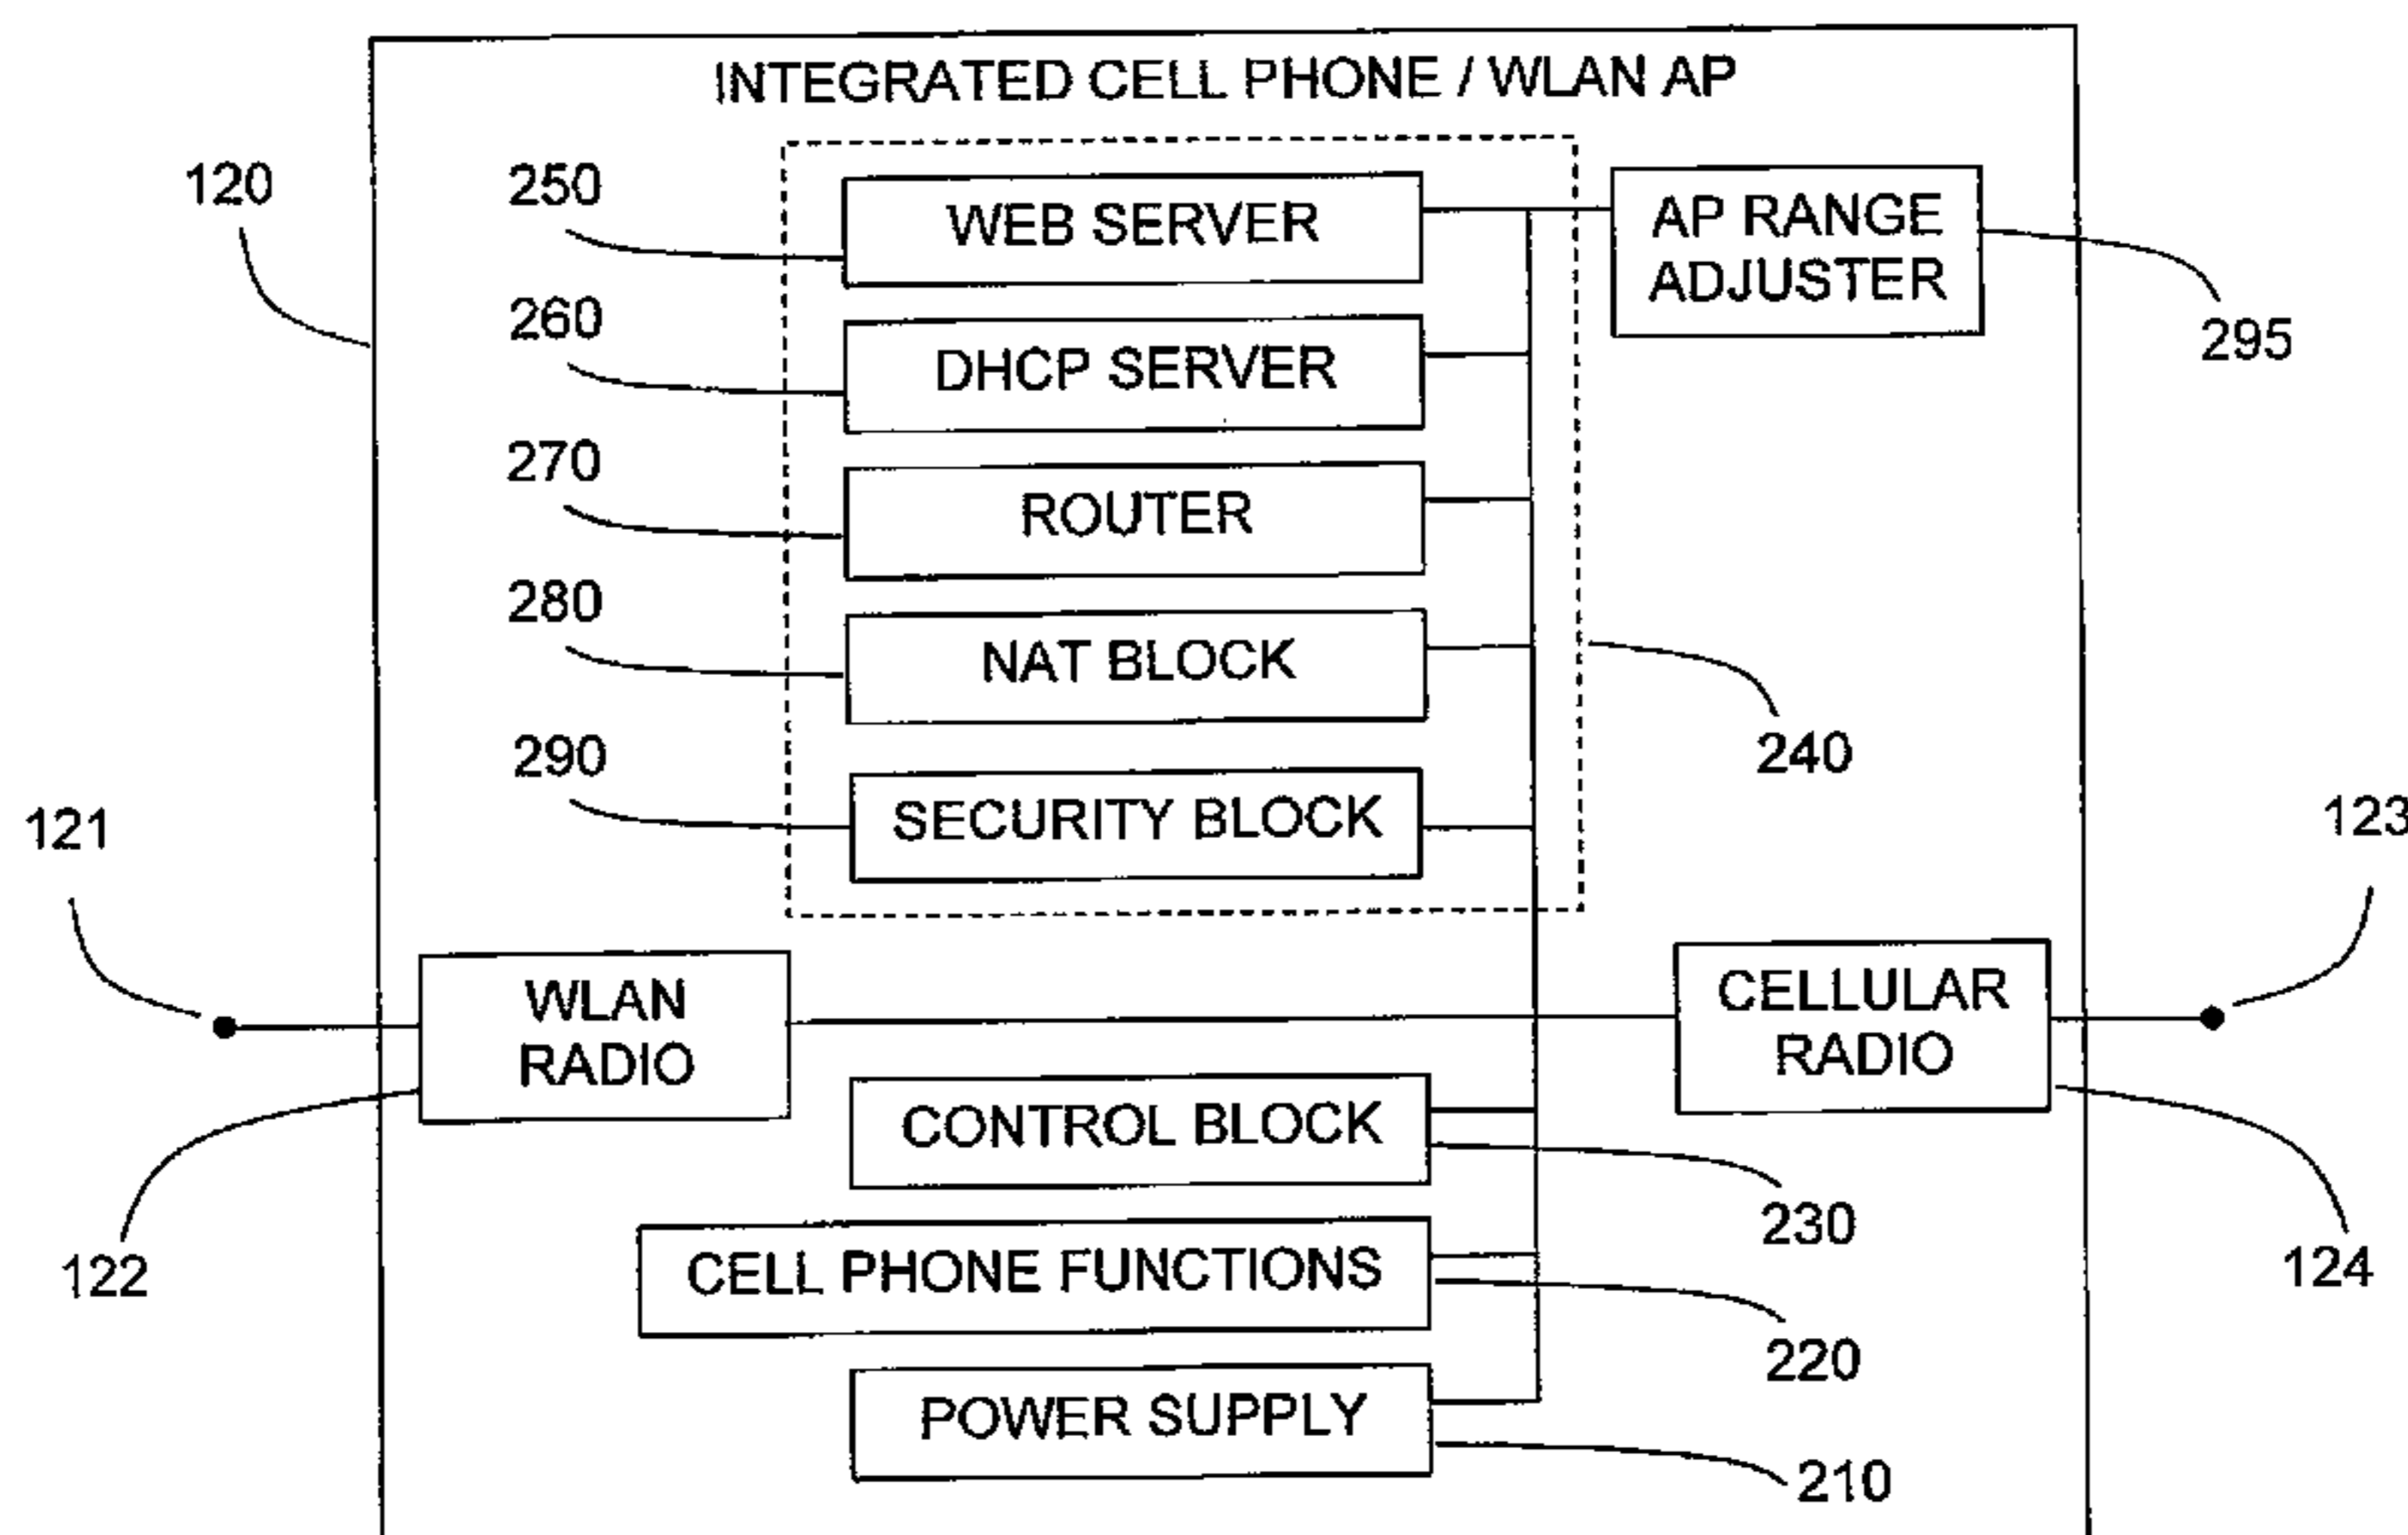 INTEGRATED CELL PHONE / WLAN AP
120
250
WEB SERVER
AP RANGE
ADJUSTER
295
260
DHCP SERVER
270
ROUTER
280
NAT BLOCK
240
290
SECURITY BLOCK
121
123
WLAN
RADIO
CELLULAR
RADIO
122
124
CONTROL BLOCK
230
CELL PHONE FUNCTIONS
220
POWER SUPPLY
210